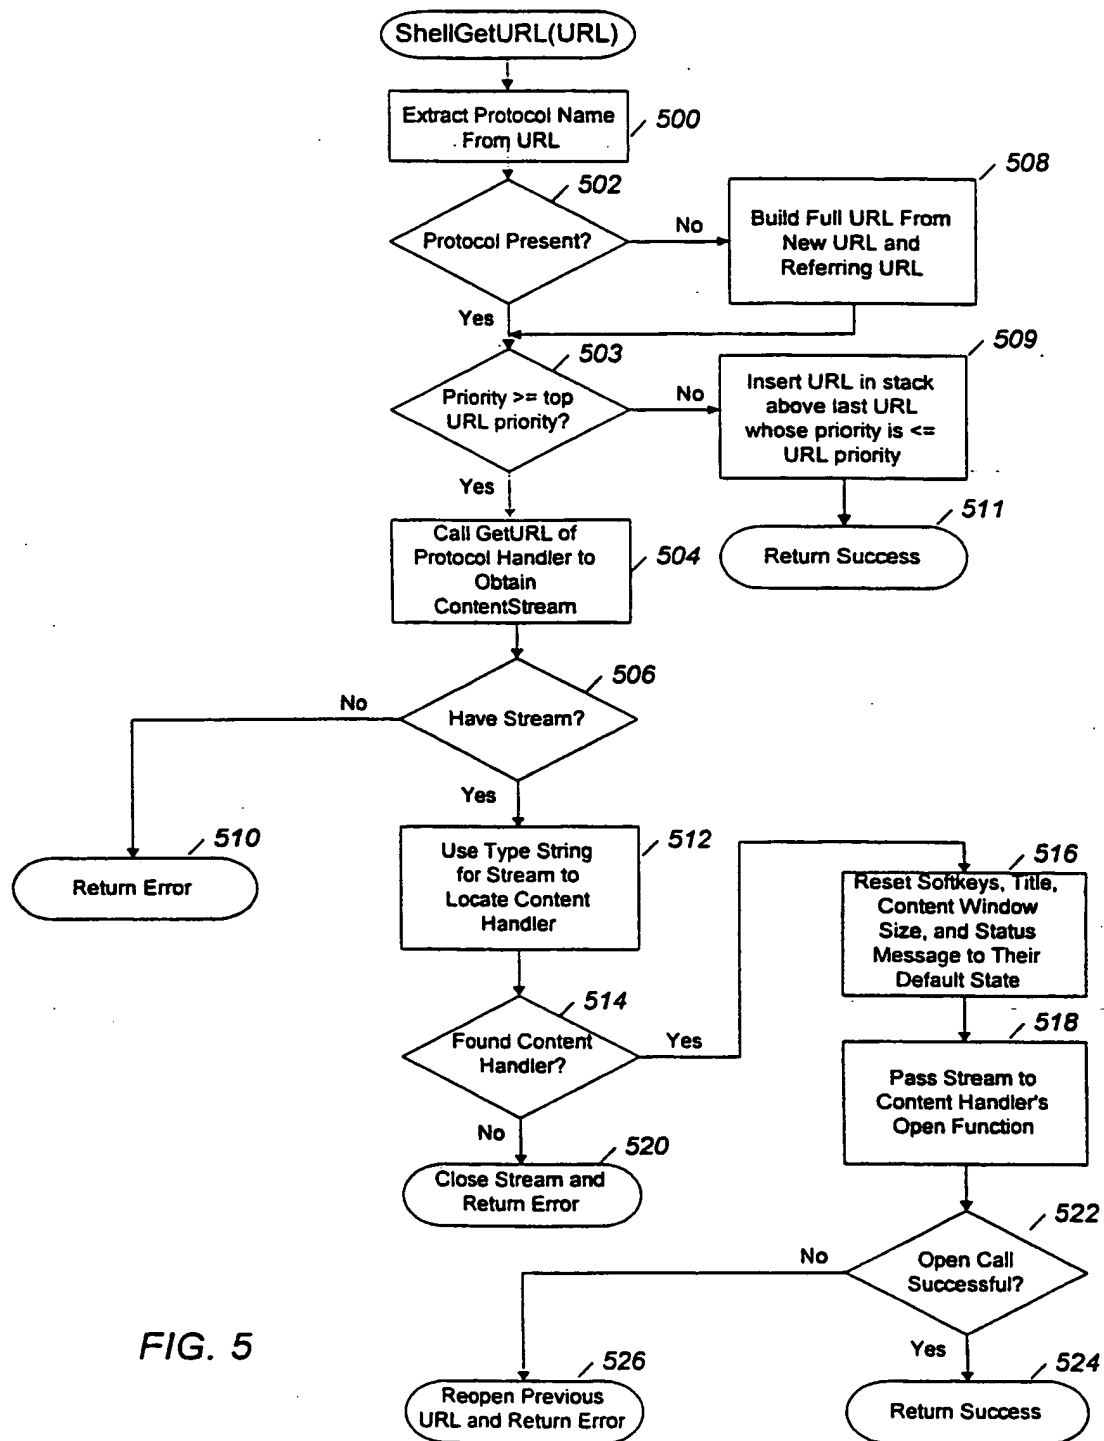 ShellGetURL(URL)
Extract Protocol Name
From URL
500
502
Protocol Present?
No
508
Build Full URL From
New URL and
Referring URL
Yes
503
Priority >= top
URL priority?
No
509
Insert URL in stack
above last URL
whose priority is <=
URL priority
Yes
511
Return Success
Call GetURL of
Protocol Handler to
Obtain
ContentStream
504
506
Have Stream?
No
Yes
510
Return Error
512
Use Type String
for Stream to
Locate Content
Handler
516
Reset Softkeys, Title,
Content Window
Size, and Status
Message to Their
Default State
514
Found Content
Handler?
Yes
518
Pass Stream to
Content Handler's
Open Function
No
520
Close Stream and
Return Error
522
Open Call
Successful?
No
Yes
526
Reopen Previous
URL and Return Error
524
Return Success
FIG. 5